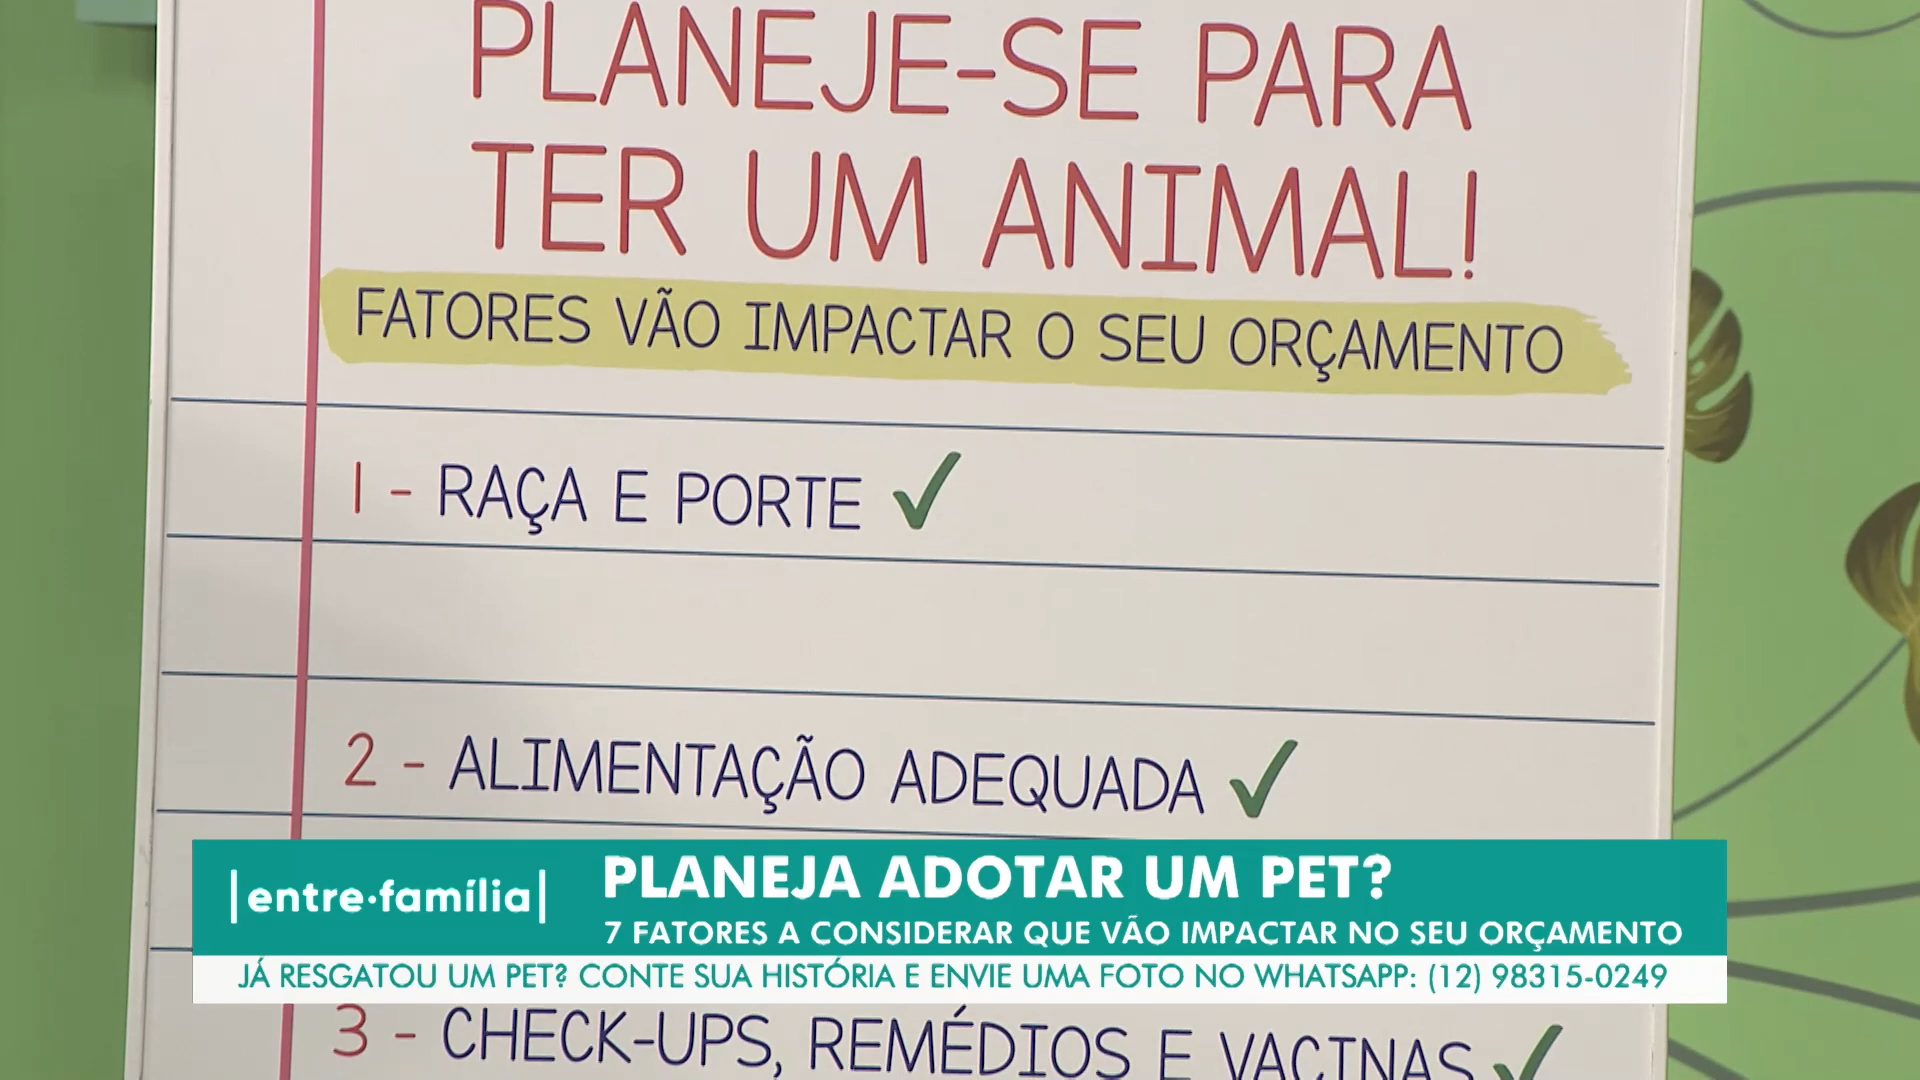 PLANEJE-SE PARA
TER UM ANIMAL!
FATORES VÃO IMPACTAR O SEU ORÇAMENTO
1 - RAÇA E PORTE ✓
2 - ALIMENTAÇÃO ADEQUADA ✓
|entre·família|
PLANEJA ADOTAR UM PET?
7 FATORES A CONSIDERAR QUE VÃO IMPACTAR NO SEU ORÇAMENTO
JÁ RESGATOU UM PET? CONTE SUA HISTÓRIA E ENVIE UMA FOTO NO WHATSAPP: (12) 98315-0249
3 - CHECK-UPS, REMÉDIOS E VACINAS ✓